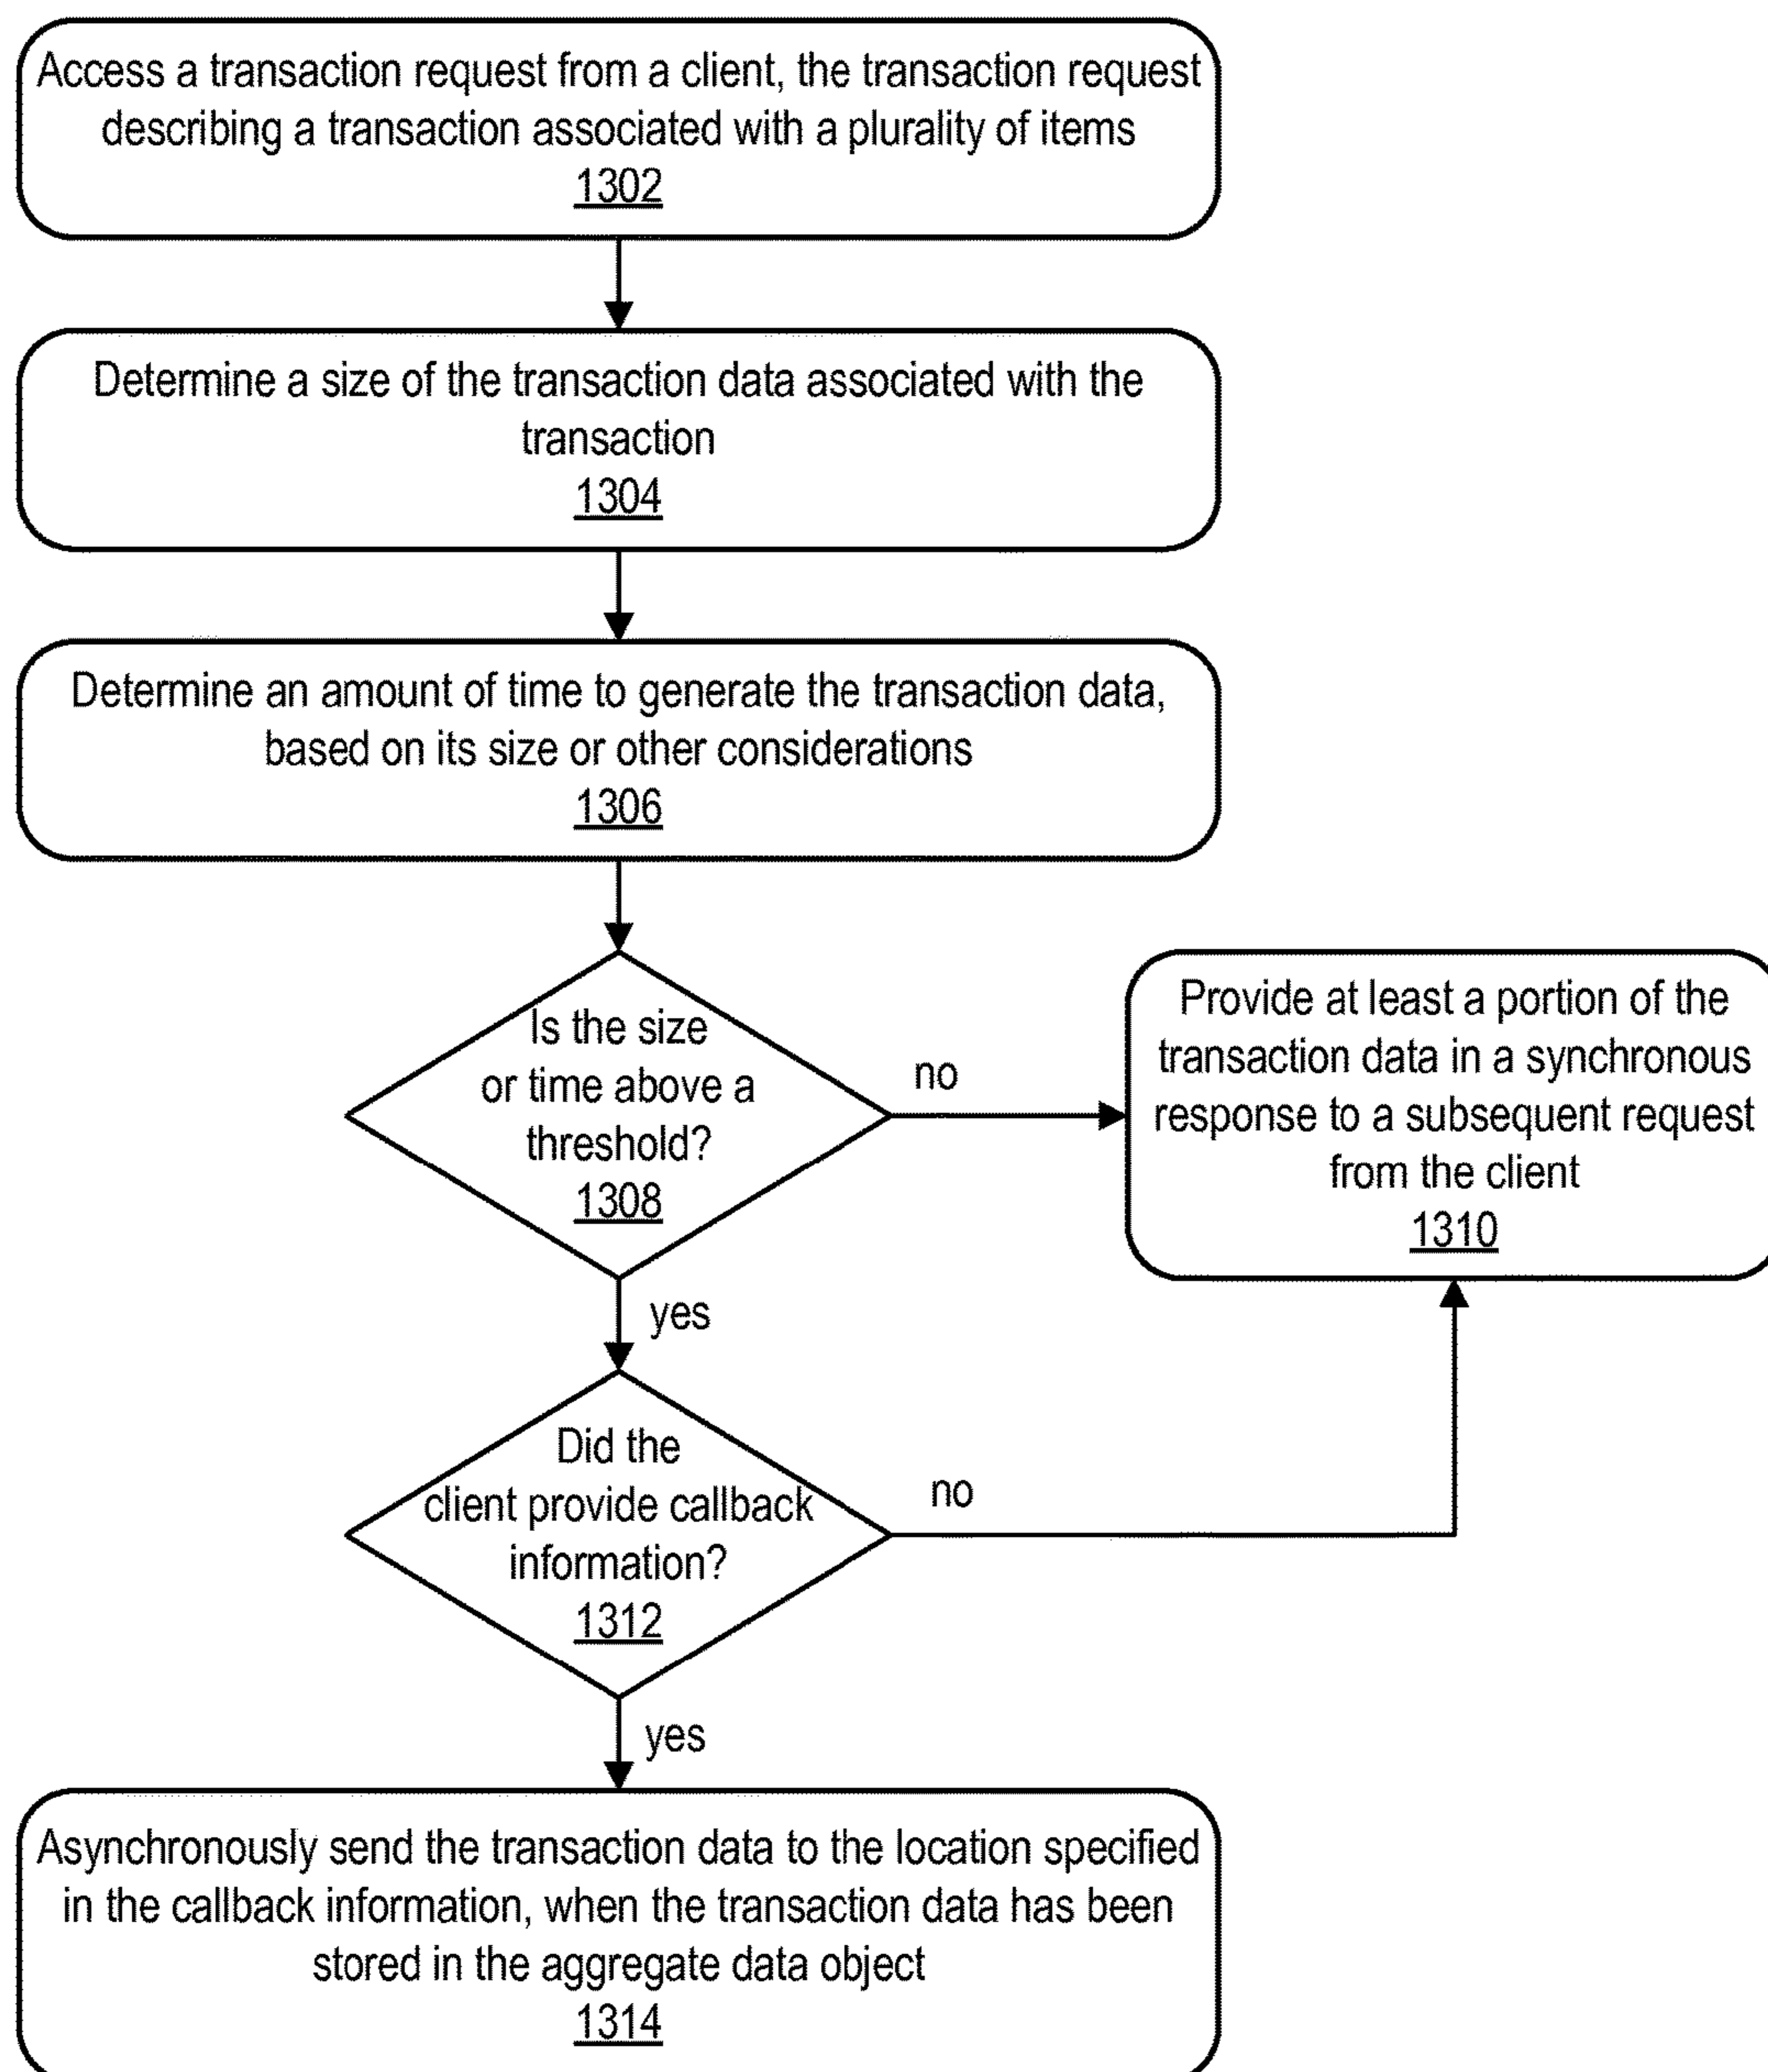 Access a transaction request from a client, the transaction request
describing a transaction associated with a plurality of items
1302
Determine a size of the transaction data associated with the
transaction
1304
Determine an amount of time to generate the transaction data,
based on its size or other considerations
1306
Is the size
or time above a
threshold?
1308
no
Provide at least a portion of the
transaction data in a synchronous
response to a subsequent request
from the client
1310
yes
Did the
client provide callback
information?
1312
no
yes
Asynchronously send the transaction data to the location specified
in the callback information, when the transaction data has been
stored in the aggregate data object
1314